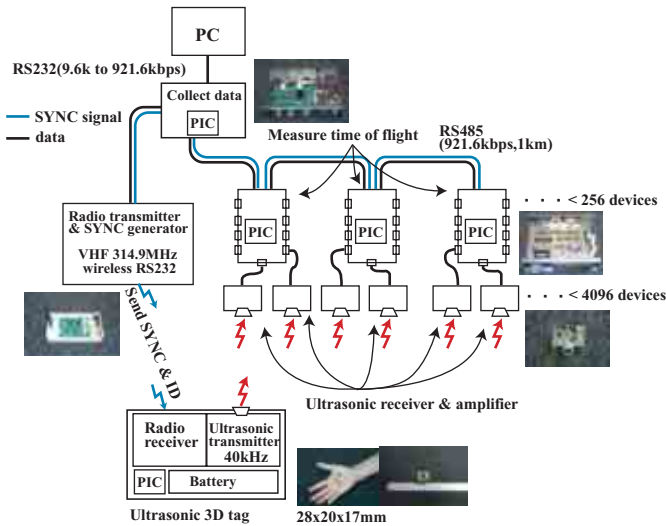 PC
RS232(9.6k to 921.6kbps)
Collect data
PIC
SYNC signal
data
Measure time of flight
RS485
(921.6kbps,1km)
Radio transmitter
& SYNC generator
VHF 314.9MHz
wireless RS232
PIC
PIC
PIC
· · · < 256 devices
· · · < 4096 devices
Send SYNC & ID
Ultrasonic receiver & amplifier
Radio
receiver
Ultrasonic
transmitter
40kHz
PIC
Battery
Ultrasonic 3D tag
28x20x17mm